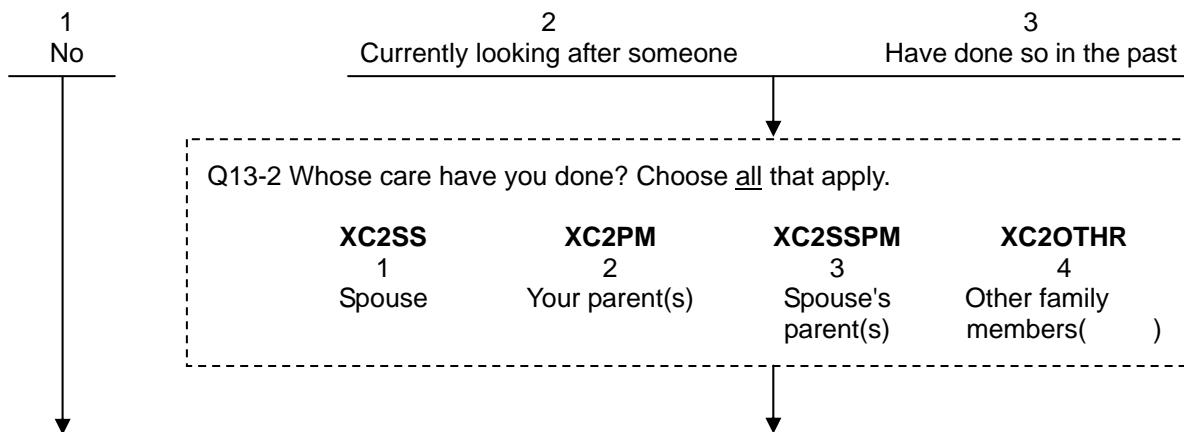 1 2 3
No Currently looking after someone Have done so in the past
Q13-2 Whose care have you done? Choose all that apply.
XC2SS XC2PM XC2SSPM XC2OTHR
1 2 3 4
Spouse Your parent(s) Spouse's Other family
parent(s) members( )